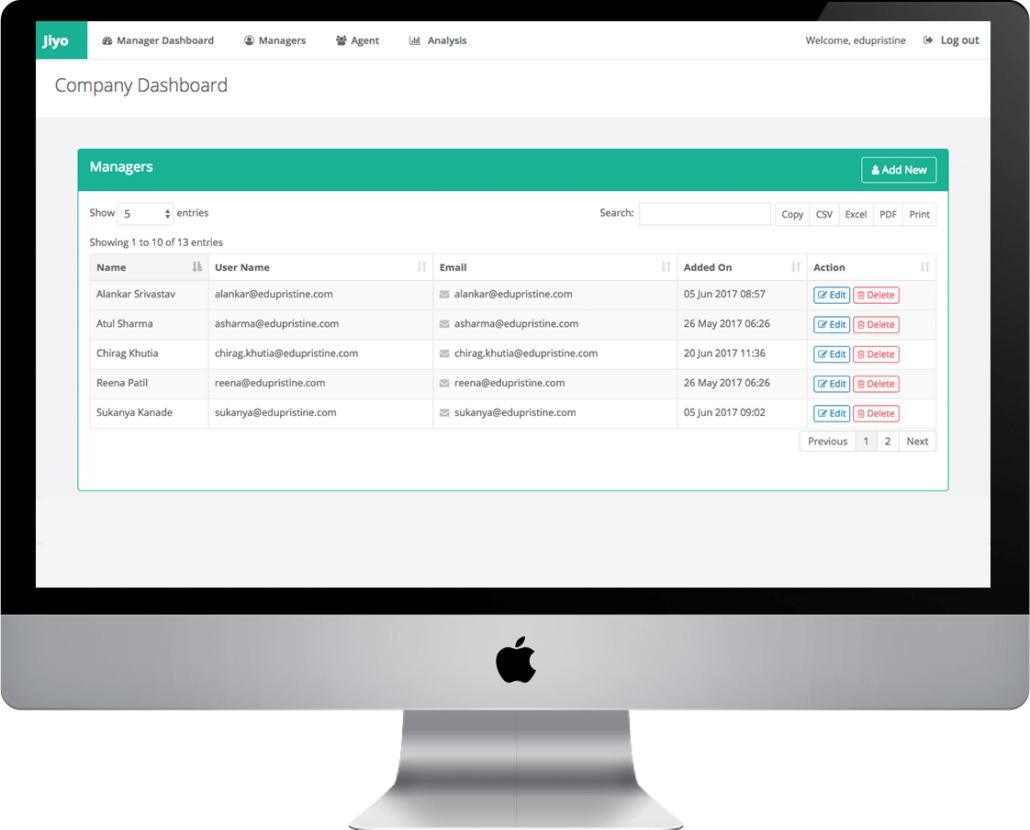 Jiyo Manager Dashboard Managers Agent Analysis Welcome, edupristine Log out
Company Dashboard
Managers Add New
Show 5 entries Search: Copy CSV Excel PDF Print
Showing 1 to 10 of 13 entries
Name User Name Email Added On Action
Alankar Srivastav alankar@edupristine.com alankar@edupristine.com 05 Jun 2017 08:57 Edit Delete
Atul Sharma asharma@edupristine.com asharma@edupristine.com 26 May 2017 06:26 Edit Delete
Chirag Khutia chirag.khutia@edupristine.com chirag.khutia@edupristine.com 20 Jun 2017 11:36 Edit Delete
Reena Patil reena@edupristine.com reena@edupristine.com 26 May 2017 06:26 Edit Delete
Sukanya Kanade sukanya@edupristine.com sukanya@edupristine.com 05 Jun 2017 09:02 Edit Delete
Previous 1 2 Next